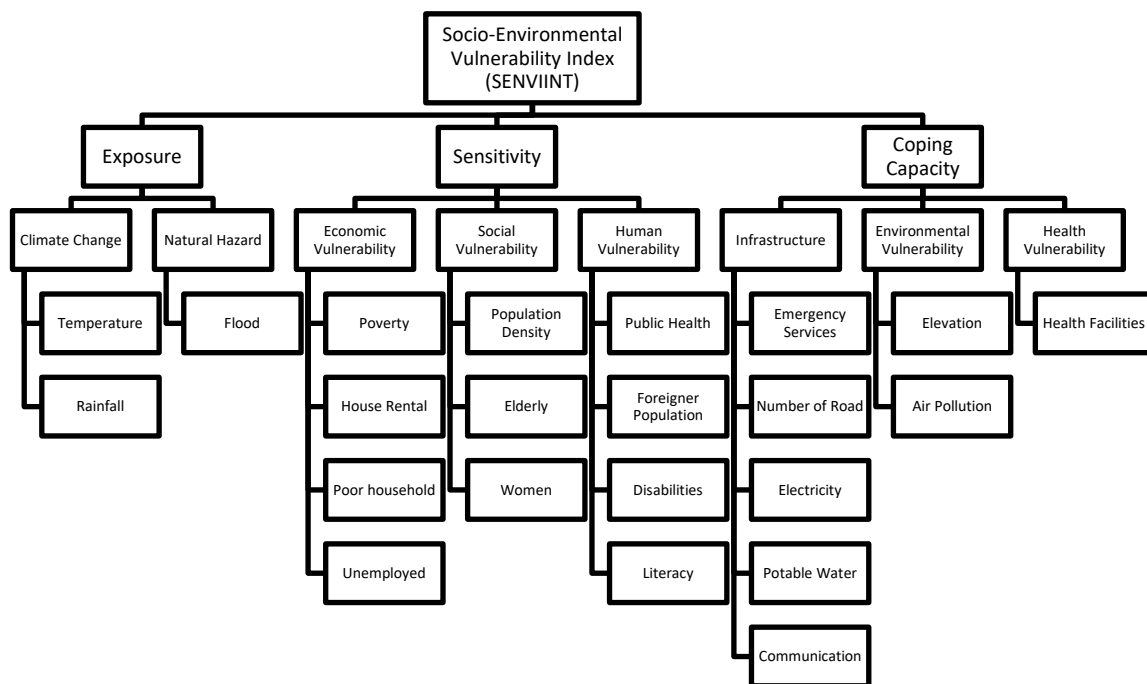 Socio-Environmental
Vulnerability Index
(SENVIINT)
Exposure
Sensitivity
Coping
Capacity
Climate Change
Natural Hazard
Economic
Vulnerability
Social
Vulnerability
Human
Vulnerability
Infrastructure
Environmental
Vulnerability
Health
Vulnerability
Temperature
Flood
Poverty
Population
Density
Public Health
Emergency
Services
Elevation
Health Facilities
Rainfall
House Rental
Elderly
Foreigner
Population
Number of Road
Air Pollution
Poor household
Women
Disabilities
Electricity
Unemployed
Literacy
Potable Water
Communication